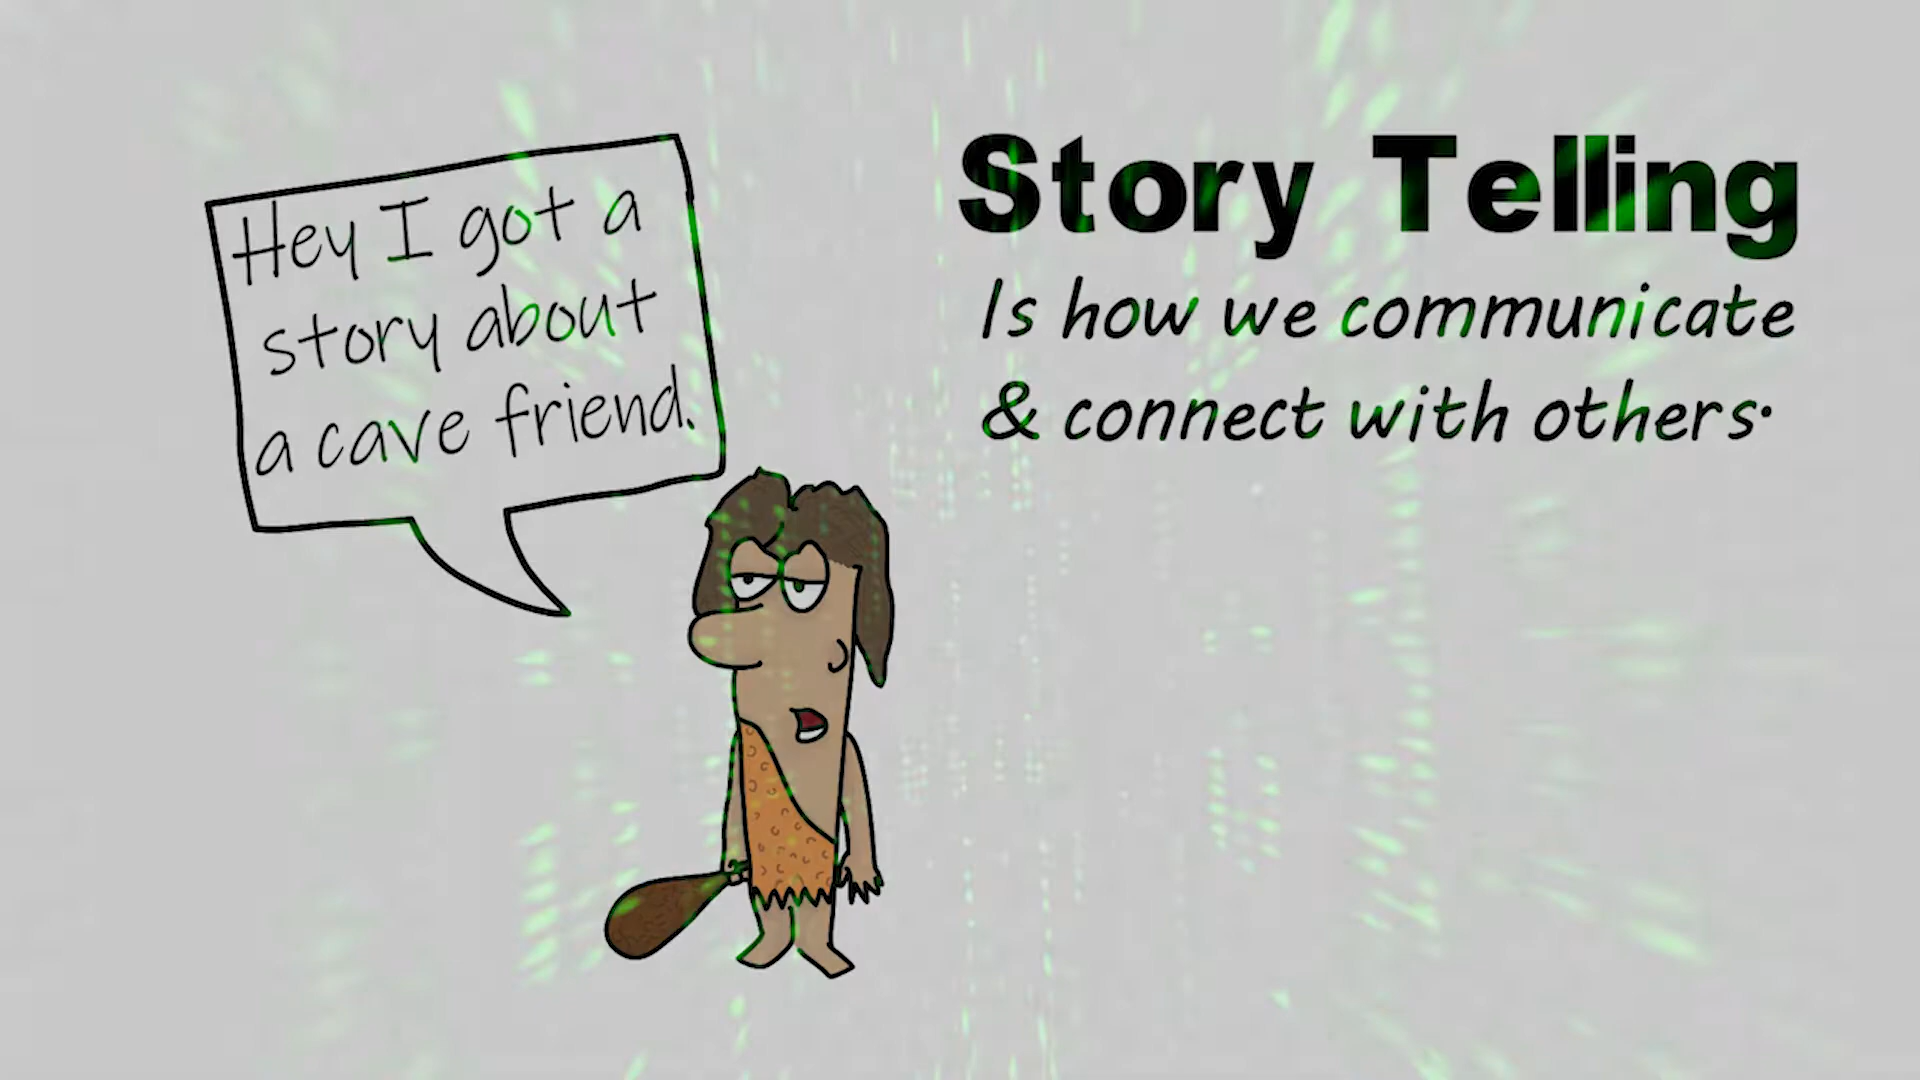 Hey I got a
story about
a cave friend.
Story Telling
Is how we communicate
& connect with others.